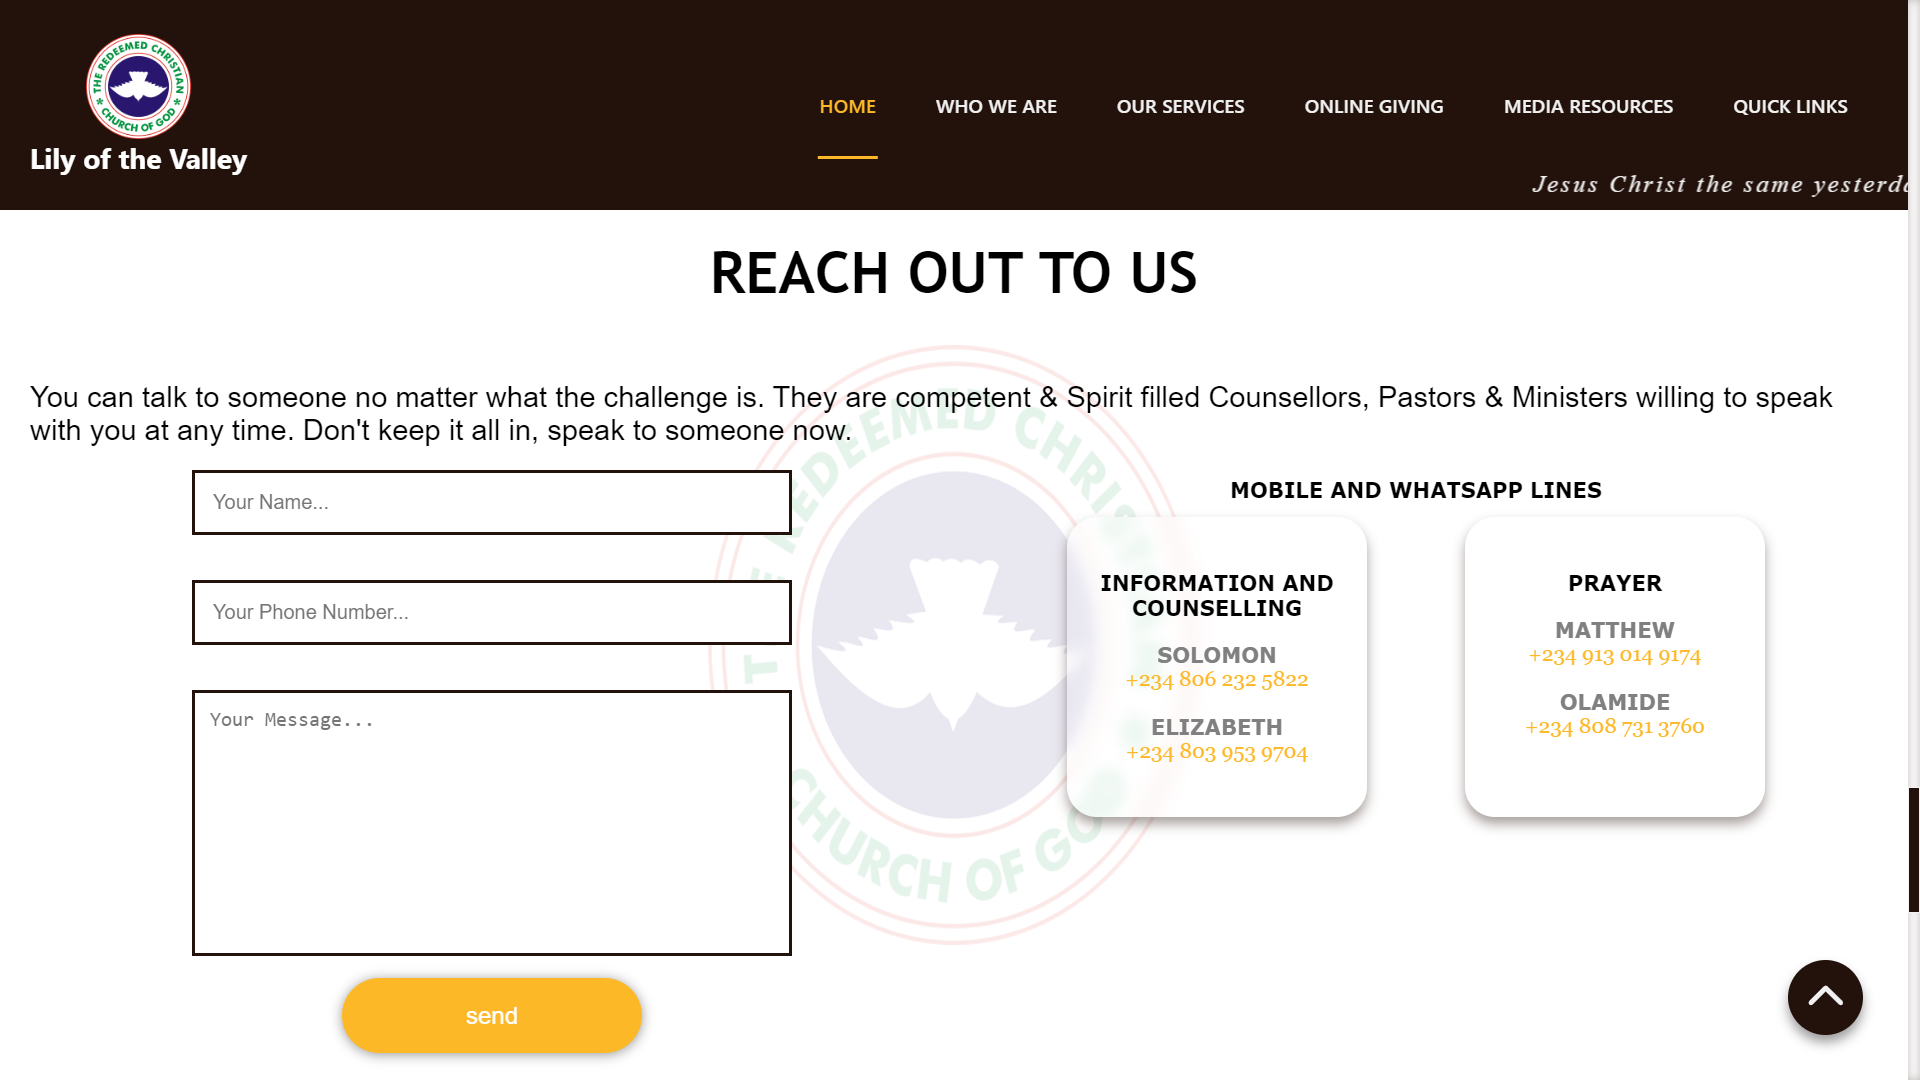 THE REDEEMED CHRISTIAN
CHURCH OF GOD
Lily of the Valley
HOME
WHO WE ARE
OUR SERVICES
ONLINE GIVING
MEDIA RESOURCES
QUICK LINKS
Jesus Christ the same
REACH OUT TO US
You can talk to someone no matter what the challenge is. They are competent & Spirit filled Counsellors, Pastors & Ministers willing to speak
with you at any time. Don't keep it all in, speak to someone now.
Your Name...
Your Phone Number...
Your Message...
send
MOBILE AND WHATSAPP LINES
INFORMATION AND
COUNSELLING
SOLOMON
+234 806 232 5822
ELIZABETH
+234 803 953 9704
PRAYER
MATTHEW
+234 913 014 9174
OLAMIDE
+234 808 731 3760